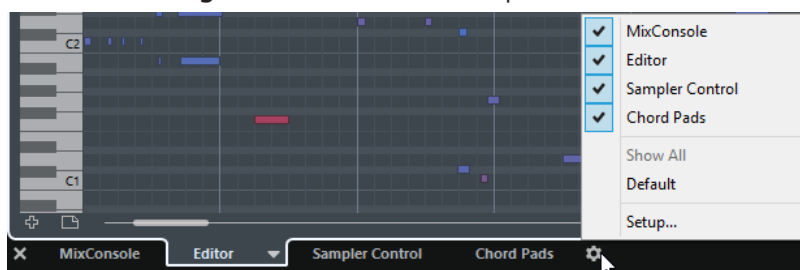 C2
C1
MixConsole
Editor
Sampler Control
Chord Pads
Show All
Default
Setup...
MixConsole Editor Sampler Control Chord Pads